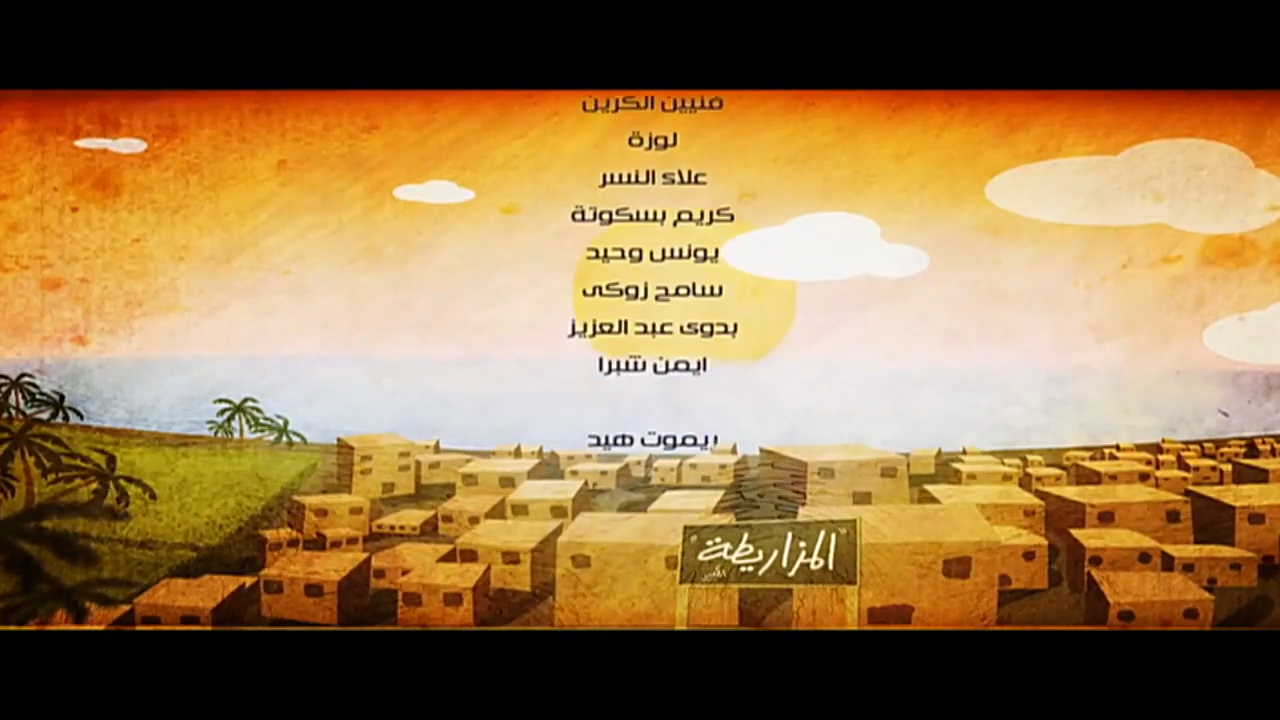 فنيين الكرين
لوزة
علاء النسر
كريم بسكوتة
يونس وحيد
سامح زوكى
بدوى عبد العزيز
ايمن شبرا
ريموت هيد
"المزاريطة"
الكبير